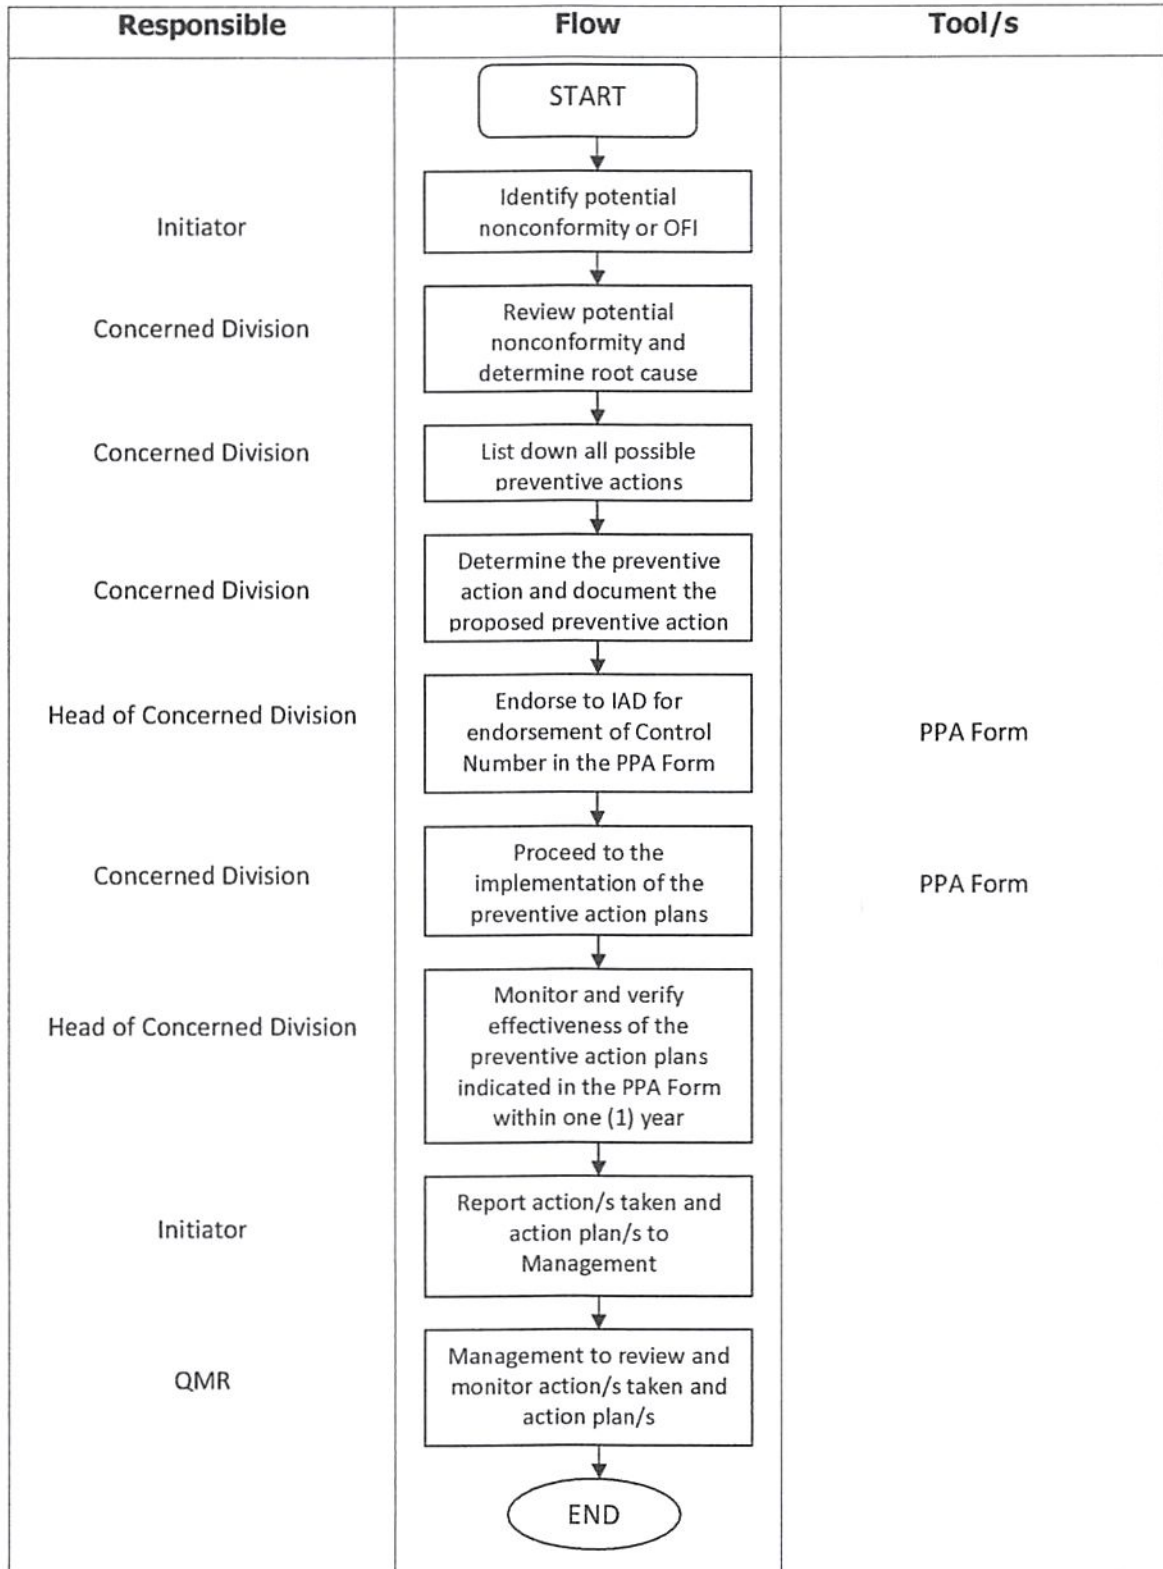 Responsible
Flow
Tool/s
START
Initiator
Identify potential
nonconformity or OFI
Concerned Division
Review potential
nonconformity and
determine root cause
Concerned Division
List down all possible
preventive actions
Concerned Division
Determine the preventive
action and document the
proposed preventive action
Head of Concerned Division
Endorse to IAD for
endorsement of Control
Number in the PPA Form
PPA Form
Concerned Division
Proceed to the
implementation of the
preventive action plans
PPA Form
Head of Concerned Division
Monitor and verify
effectiveness of the
preventive action plans
indicated in the PPA Form
within one (1) year
Initiator
Report action/s taken and
action plan/s to
Management
QMR
Management to review and
monitor action/s taken and
action plan/s
END